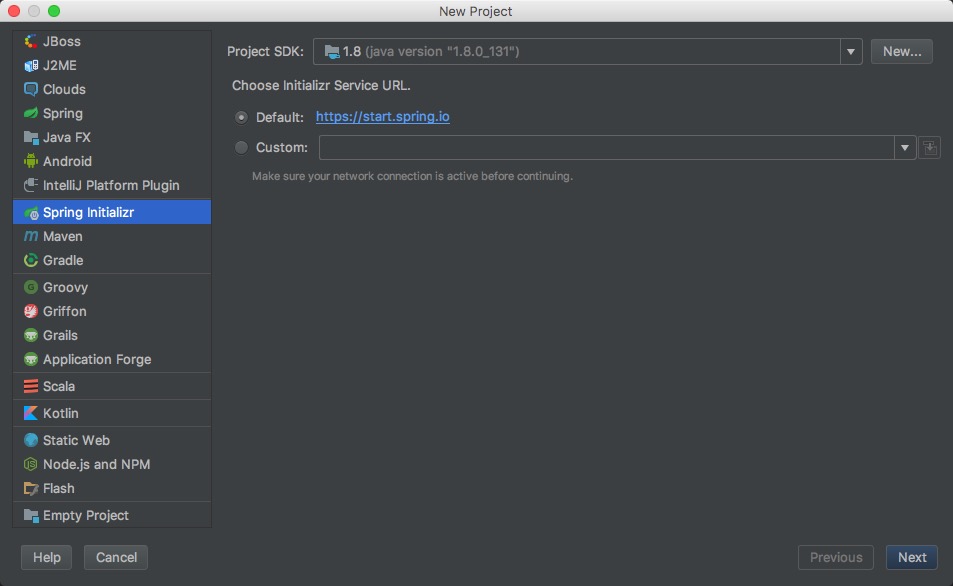 New Project
JBoss
J2ME
Clouds
Spring
Java FX
Android
IntelliJ Platform Plugin
Spring Initializr
Maven
Gradle
Groovy
Griffon
Grails
Application Forge
Scala
Kotlin
Static Web
Node.js and NPM
Flash
Empty Project
Project SDK: 1.8 (java version "1.8.0_131") New...
Choose Initializr Service URL.
Default: https://start.spring.io
Custom:
Make sure your network connection is active before continuing.
Help Cancel Previous Next